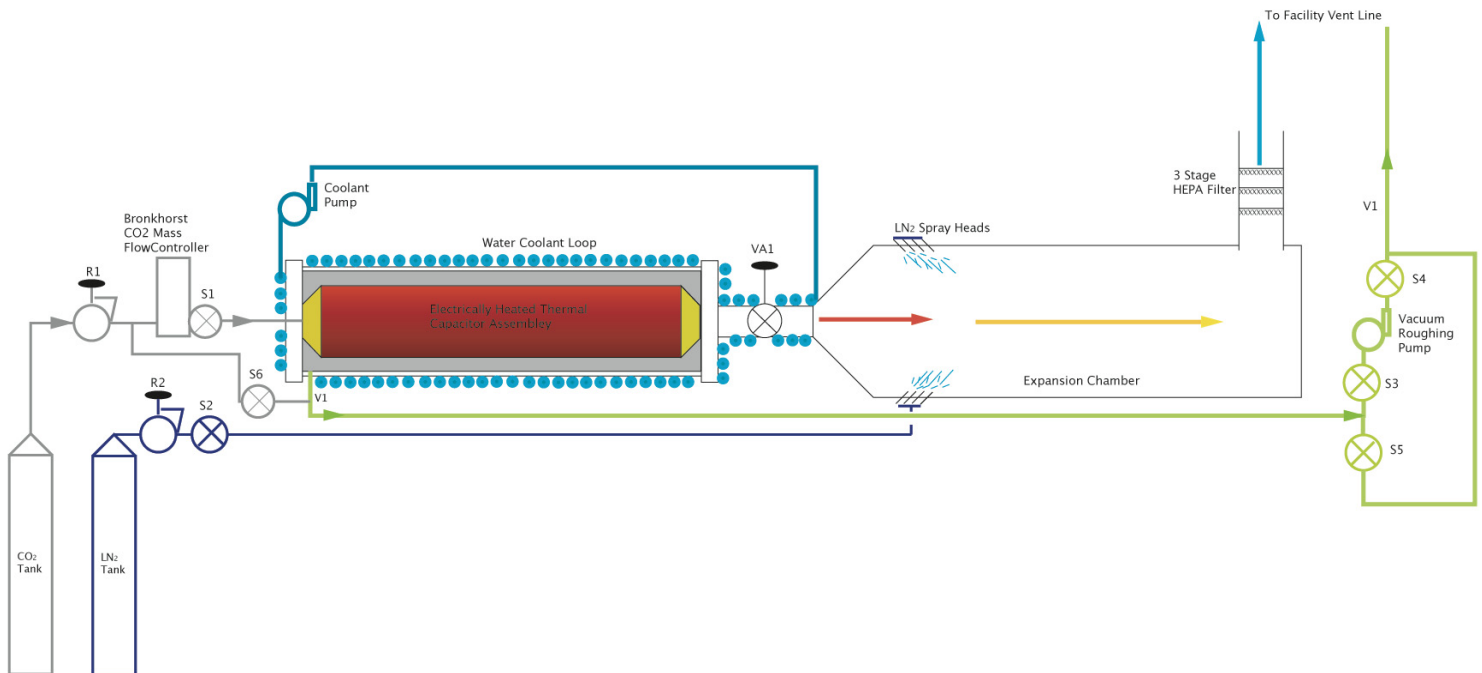 To Facility Vent Line
3 Stage
HEPA Filter
V1
Coolant
Pump
Bronkhorst
CO2 Mass
FlowController
LN₂ Spray Heads
Water Coolant Loop
VA1
R1
S1
S4
Electrically Heated Thermal
Capacitor Assembley
Vacuum
Roughing
Pump
Expansion Chamber
R2
S6
V1
S2
S3
S5
CO₂
Tank
LN₂
Tank